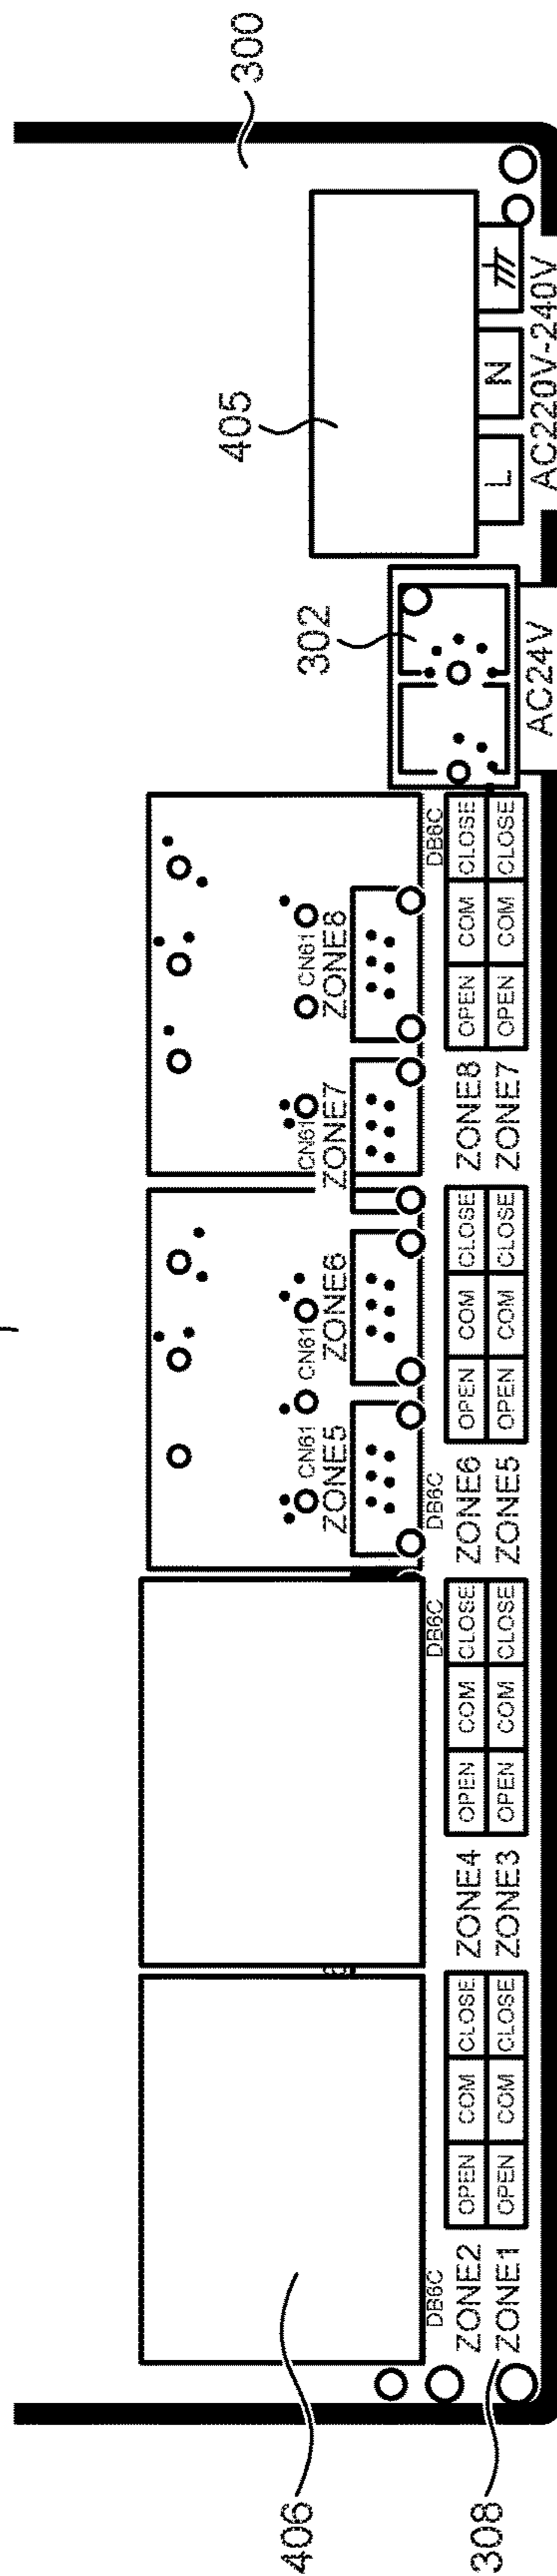 405
300
406
302
CN61 CN61 CN61 CN61
ZONE5 ZONE6 ZONE7 ZONE8
DB6C DB6C DB6C DB6C
ZONE2 OPEN COM CLOSE ZONE4 OPEN COM CLOSE ZONE6 OPEN COM CLOSE ZONE8 OPEN COM CLOSE
308
ZONE1 OPEN COM CLOSE ZONE3 OPEN COM CLOSE ZONE5 OPEN COM CLOSE ZONE7 OPEN COM CLOSE
L N
AC24V AC220V-240V